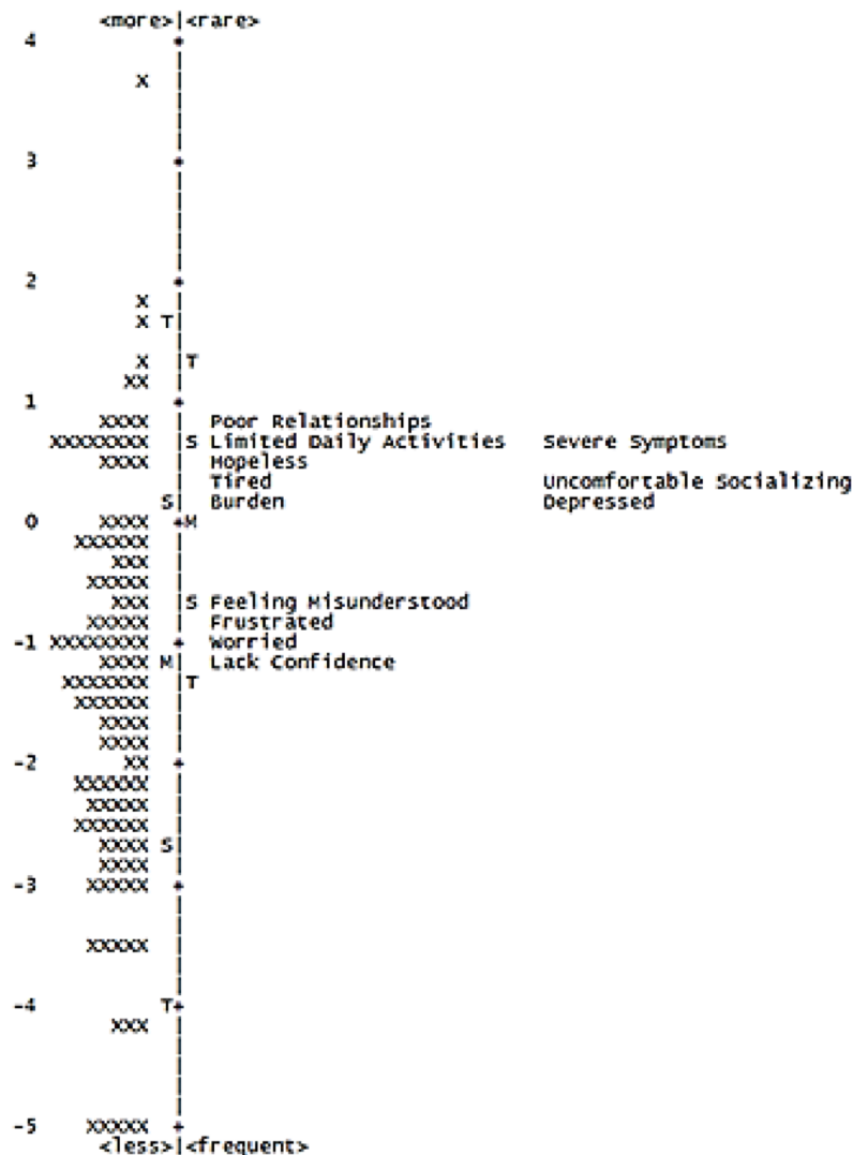 <more>|<rare>
4 +
X |
3 +
2 +
X |
X T|
X |T
XX |
1 +
XXXX | Poor Relationships
XXXXXXXX |S Limited Daily Activities Severe Symptoms
XXXX | Hopeless
| Tired Uncomfortable Socializing
S| Burden Depressed
0 XXXX +M
XXXXXX |
XXX |
XXXXX |
XXX |S Feeling Misunderstood
XXXXX | Frustrated
-1 XXXXXXXX + Worried
XXXX M| Lack Confidence
XXXXXXX |T
XXXXXX |
XXXX |
XXXX |
-2 XX +
XXXXXX |
XXXXX |
XXXXXX |
XXXX S|
XXXX |
-3 XXXXX +
XXXXX |
-4 T+
XXX |
-5 XXXXX +
<less>|<frequent>